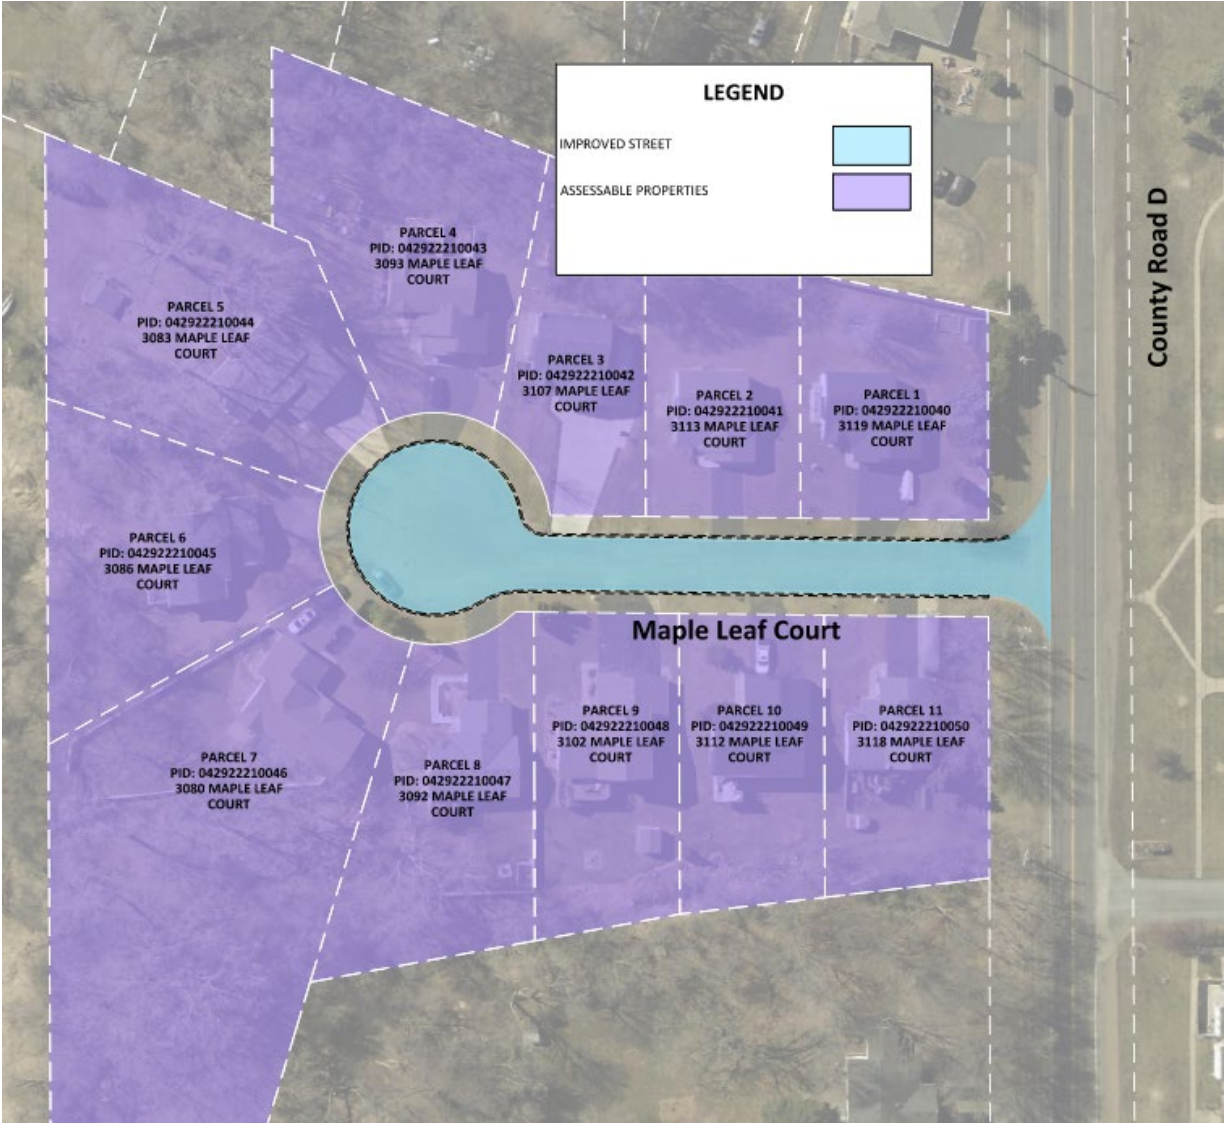 LEGEND
IMPROVED STREET
ASSESSABLE PROPERTIES
County Road D
PARCEL 4
PID: 042922210043
3093 MAPLE LEAF
COURT
PARCEL 5
PID: 042922210044
3083 MAPLE LEAF
COURT
PARCEL 3
PID: 042922210042
3107 MAPLE LEAF
COURT
PARCEL 2
PID: 042922210041
3113 MAPLE LEAF
COURT
PARCEL 1
PID: 042922210040
3119 MAPLE LEAF
COURT
PARCEL 6
PID: 042922210045
3086 MAPLE LEAF
COURT
Maple Leaf Court
PARCEL 7
PID: 042922210046
3080 MAPLE LEAF
COURT
PARCEL 8
PID: 042922210047
3092 MAPLE LEAF
COURT
PARCEL 9
PID: 042922210048
3102 MAPLE LEAF
COURT
PARCEL 10
PID: 042922210049
3112 MAPLE LEAF
COURT
PARCEL 11
PID: 042922210050
3118 MAPLE LEAF
COURT